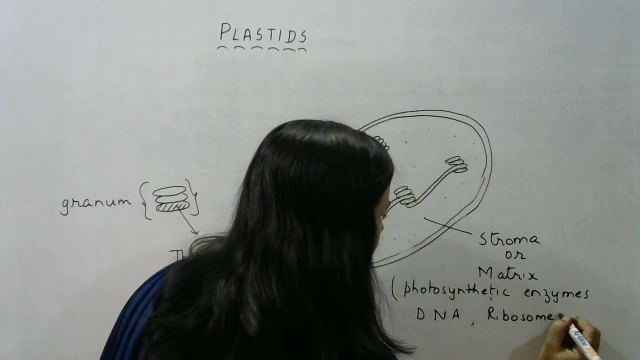 PLASTIDS
granum
Stroma
or
Matrix
(photosynthetic enzymes
DNA, Ribosome